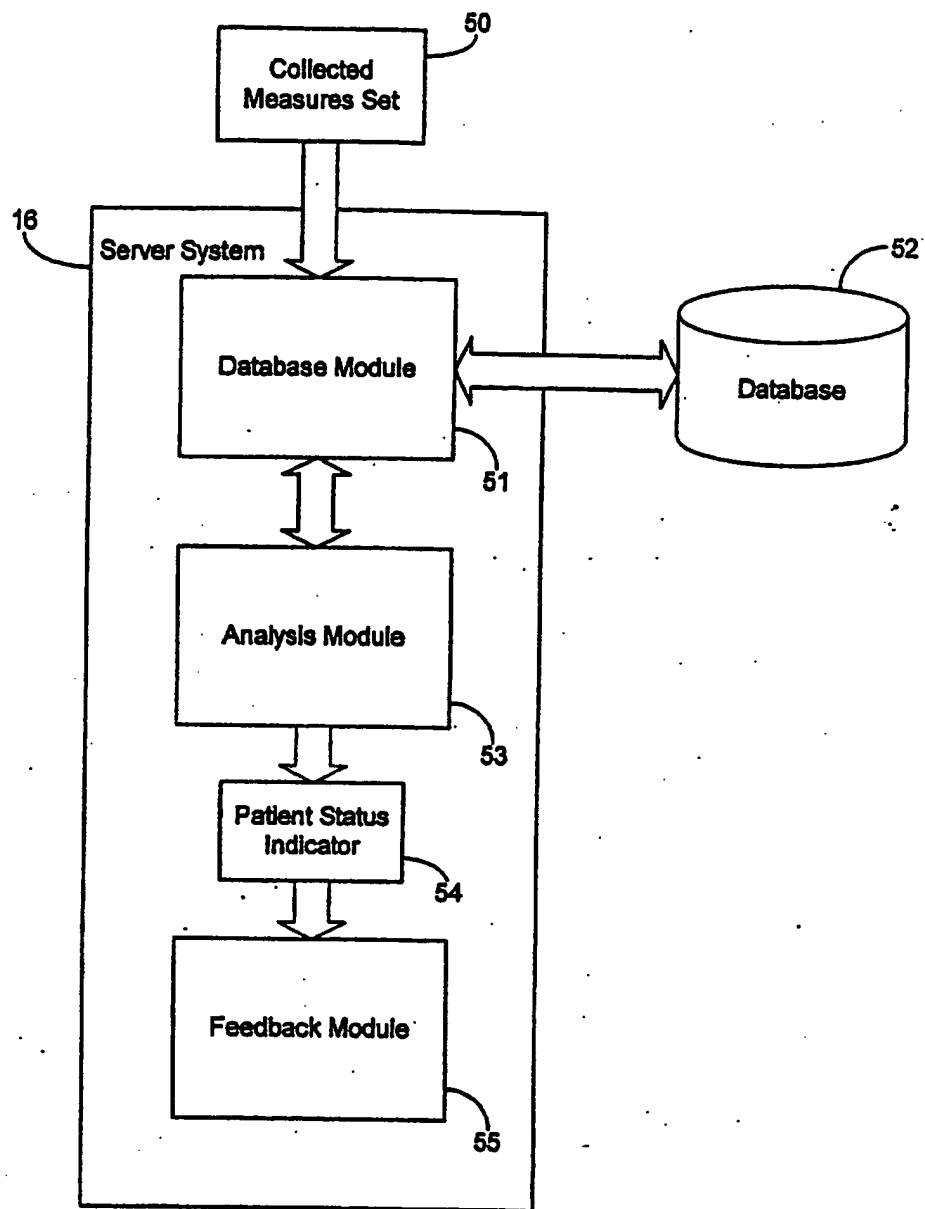 50
Collected
Measures Set
16
Server System
52
Database Module
Database
51
Analysis Module
53
Patient Status
Indicator
54
Feedback Module
55